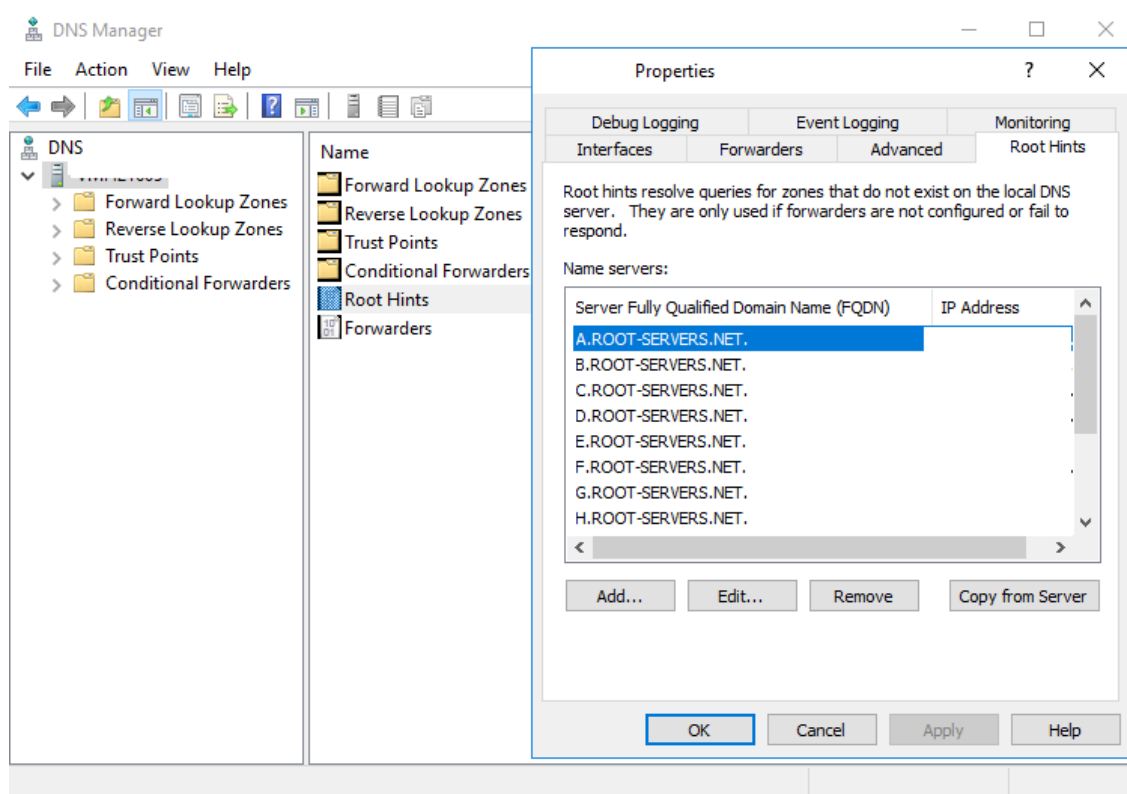 DNS Manager
File Action View Help
DNS
Forward Lookup Zones
Reverse Lookup Zones
Trust Points
Conditional Forwarders
Name
Forward Lookup Zones
Reverse Lookup Zones
Trust Points
Conditional Forwarders
Root Hints
Forwarders
Properties
?
Debug Logging Event Logging Monitoring
Interfaces Forwarders Advanced Root Hints
Root hints resolve queries for zones that do not exist on the local DNS
server. They are only used if forwarders are not configured or fail to
respond.
Name servers:
Server Fully Qualified Domain Name (FQDN) IP Address
A.ROOT-SERVERS.NET.
B.ROOT-SERVERS.NET.
C.ROOT-SERVERS.NET.
D.ROOT-SERVERS.NET.
E.ROOT-SERVERS.NET.
F.ROOT-SERVERS.NET.
G.ROOT-SERVERS.NET.
H.ROOT-SERVERS.NET.
Add... Edit... Remove Copy from Server
OK Cancel Apply Help